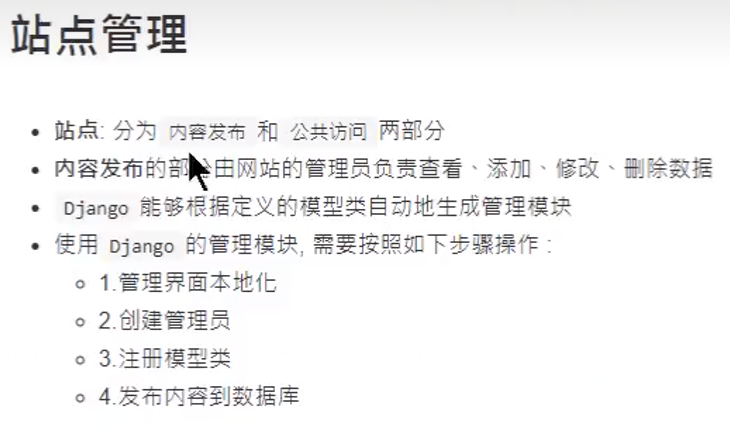 站点管理
站点: 分为 内容发布 和 公共访问 两部分
内容发布的部分由网站的管理员负责查看、添加、修改、删除数据
Django 能够根据定义的模型类自动地生成管理模块
使用 Django 的管理模块, 需要按照如下步骤操作 :
1.管理界面本地化
2.创建管理员
3.注册模型类
4.发布内容到数据库